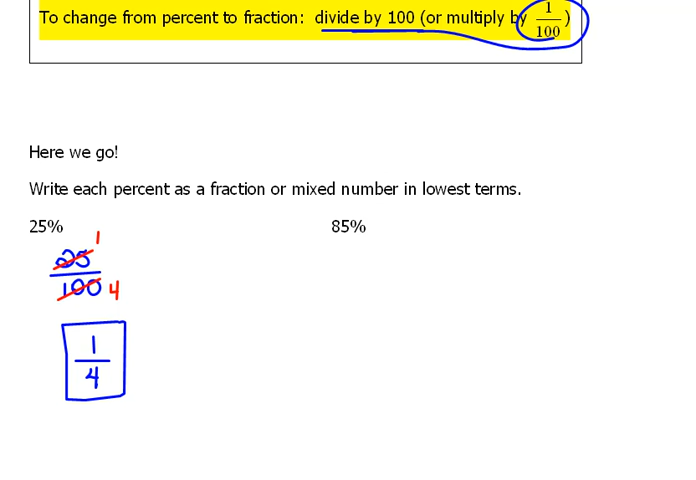 To change from percent to fraction: divide by 100 (or multiply by 1/100)
Here we go!
Write each percent as a fraction or mixed number in lowest terms.
25% 85%
1
25
100 4
1
4